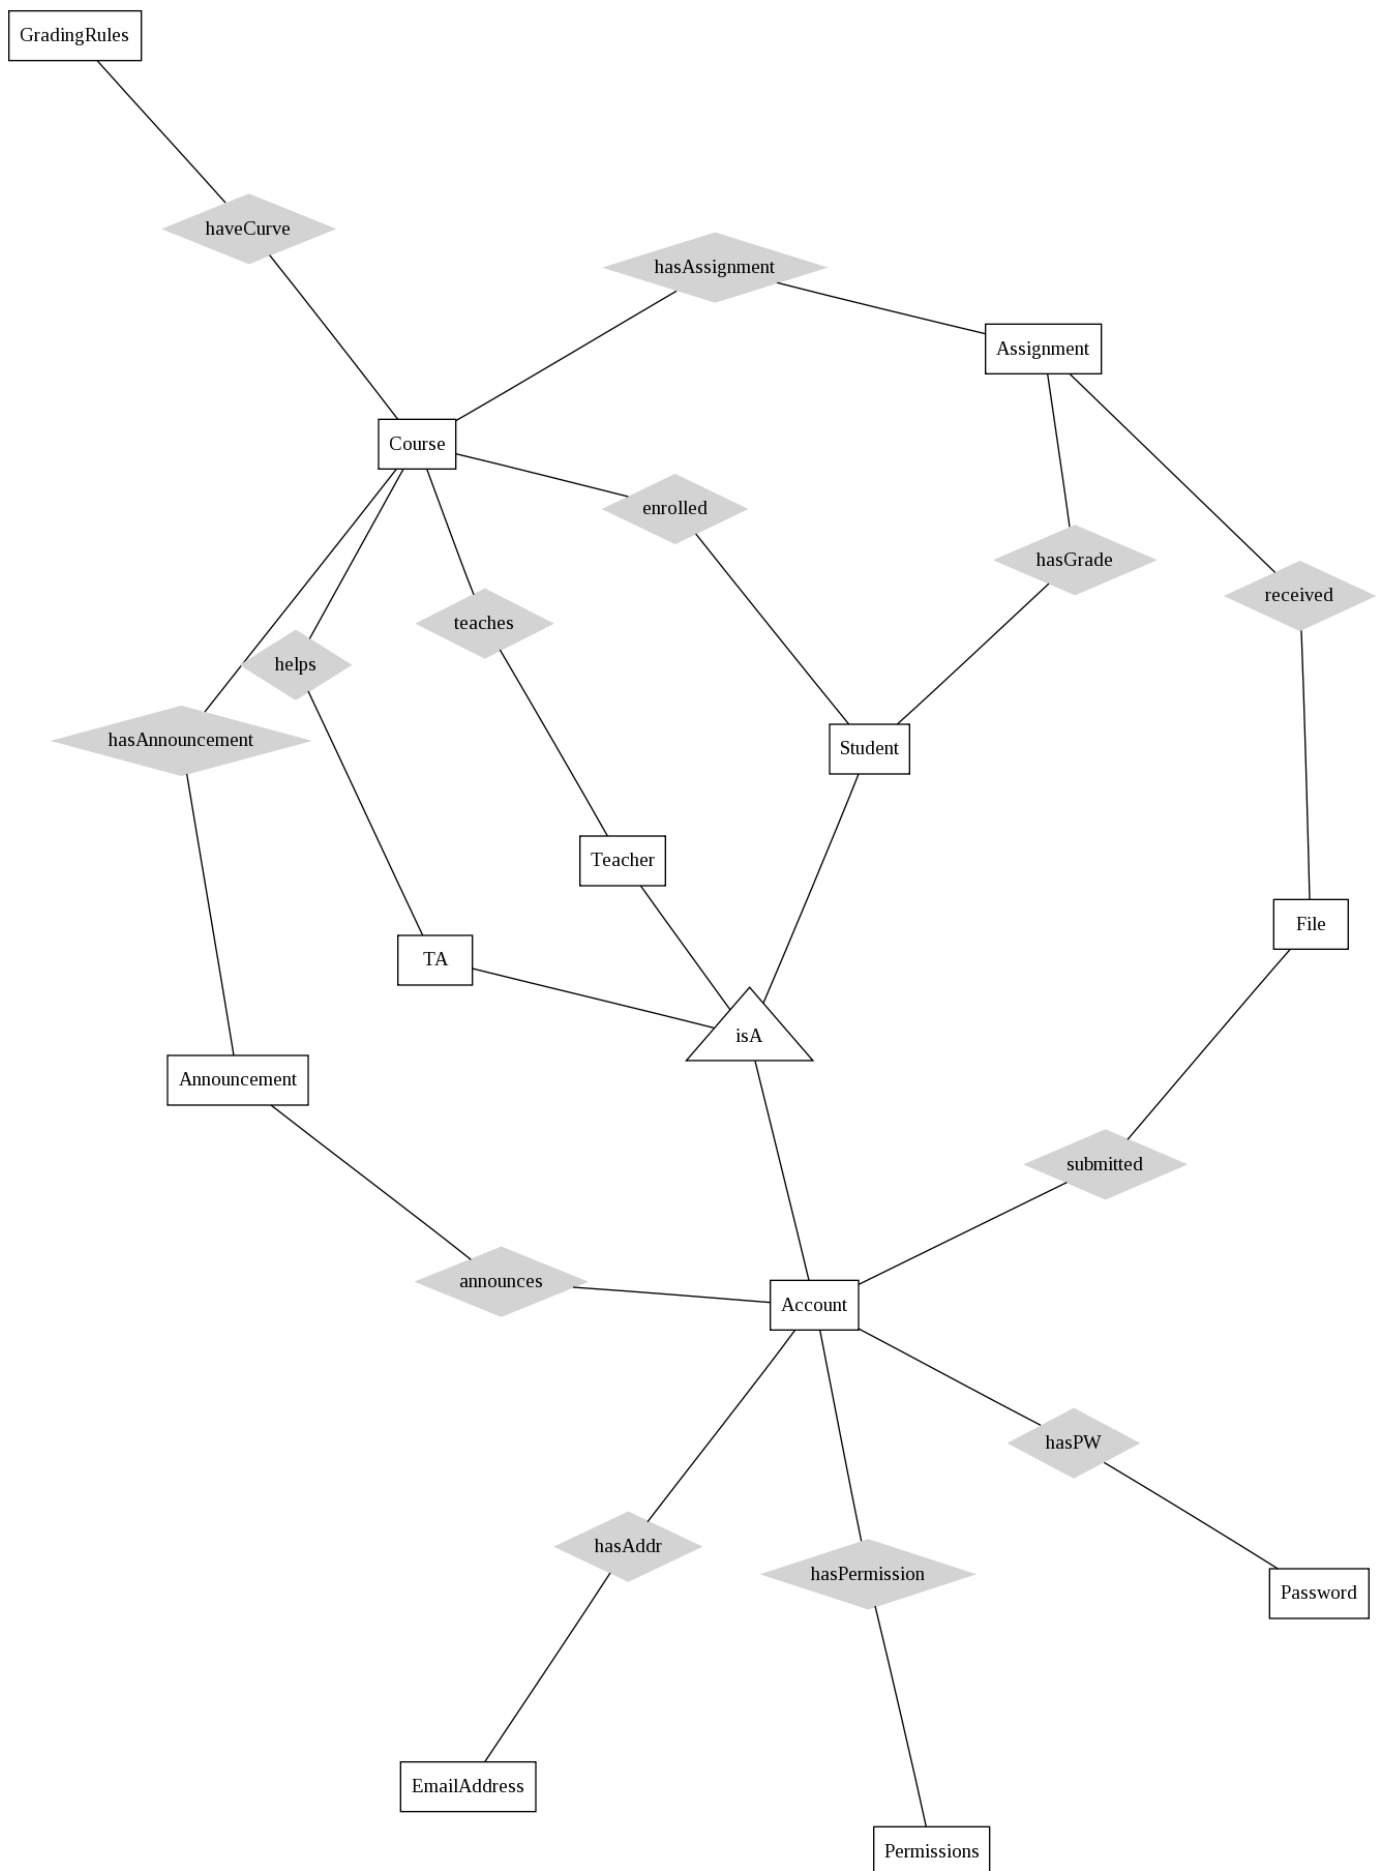 GradingRules
haveCurve
hasAssignment
Assignment
Course
enrolled
hasGrade
received
teaches
helps
hasAnnouncement
Student
Teacher
File
TA
isA
Announcement
submitted
announces
Account
hasPW
hasAddr
hasPermission
Password
EmailAddress
Permissions